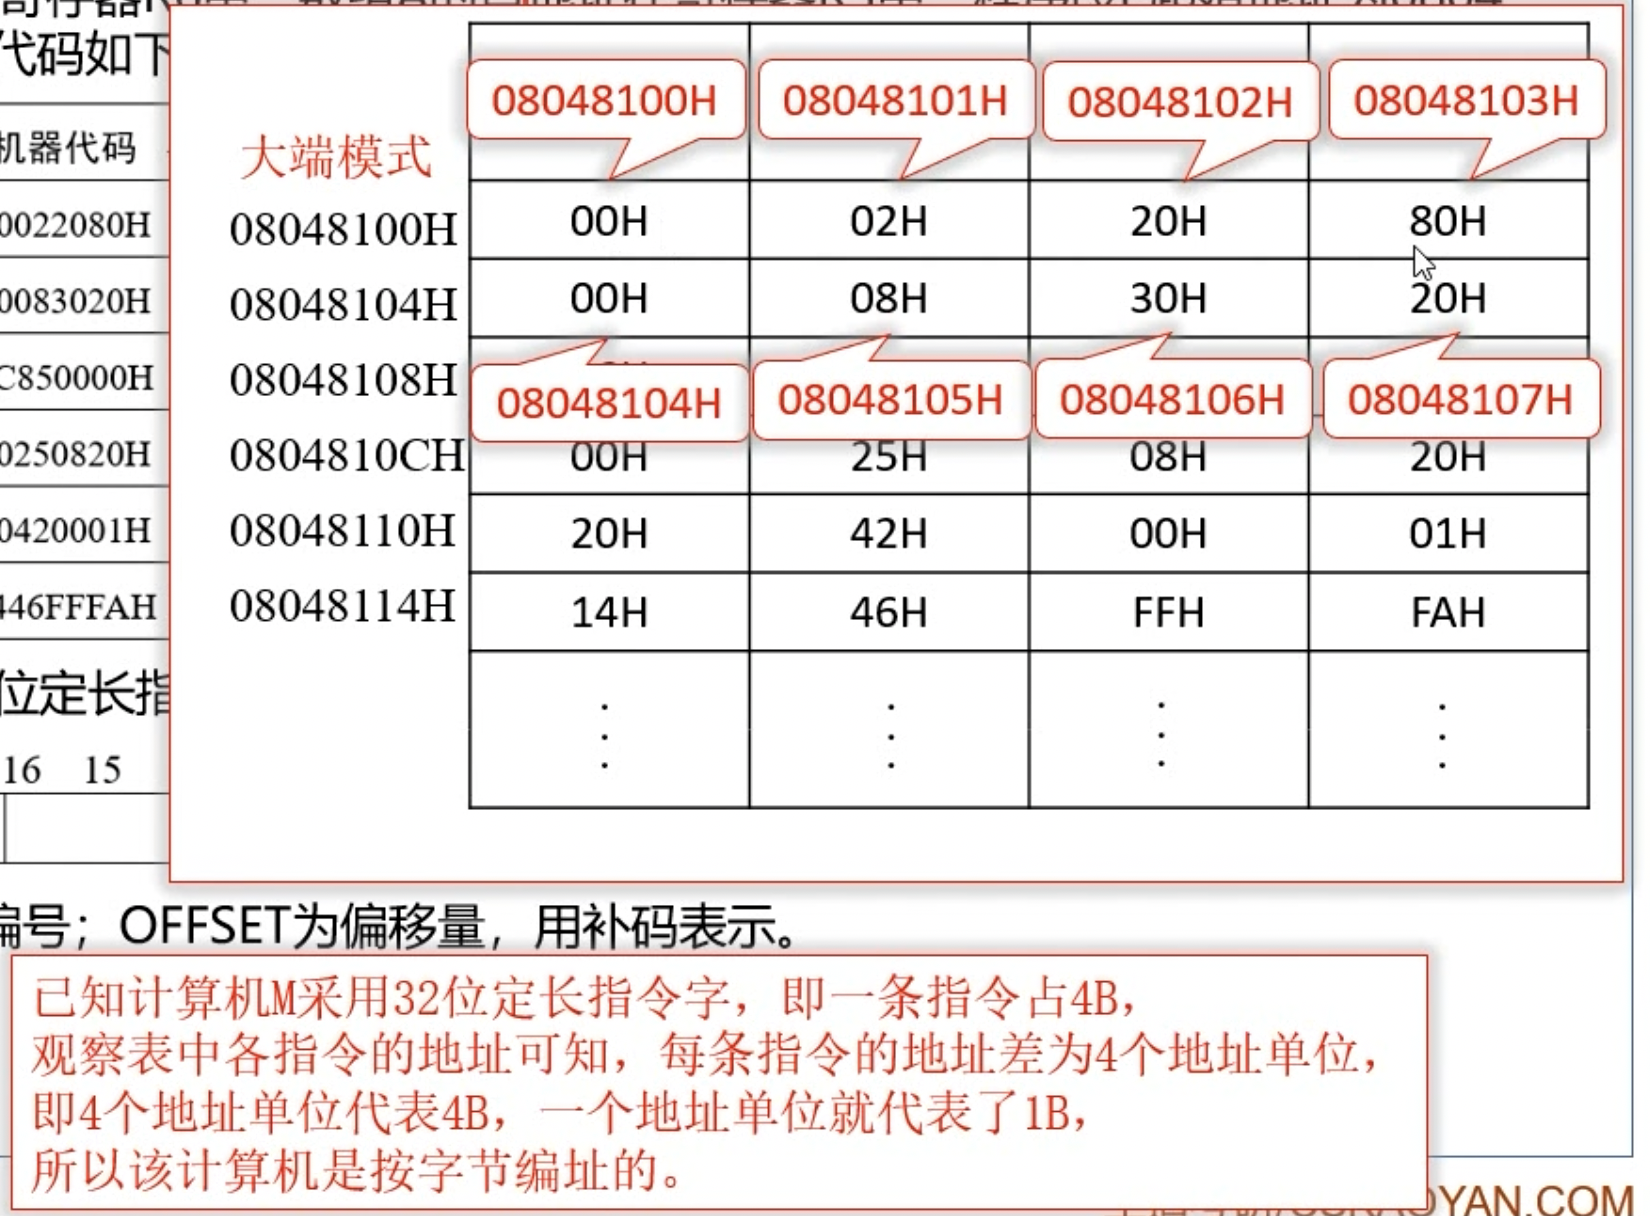 代码如下
08048100H 08048101H 08048102H 08048103H
机器代码
大端模式
0022080H 08048100H 00H 02H 20H 80H
0083020H 08048104H 00H 08H 30H 20H
C850000H 08048108H
08048104H 08048105H 08048106H 08048107H
0250820H 0804810CH 00H 25H 08H 20H
0420001H 08048110H 20H 42H 00H 01H
446FFFAH 08048114H 14H 46H FFH FAH
位定长指
16 15
编号；OFFSET为偏移量，用补码表示。
已知计算机M采用32位定长指令字，即一条指令占4B，
观察表中各指令的地址可知，每条指令的地址差为4个地址单位，
即4个地址单位代表4B，一个地址单位就代表了1B，
所以该计算机是按字节编址的。